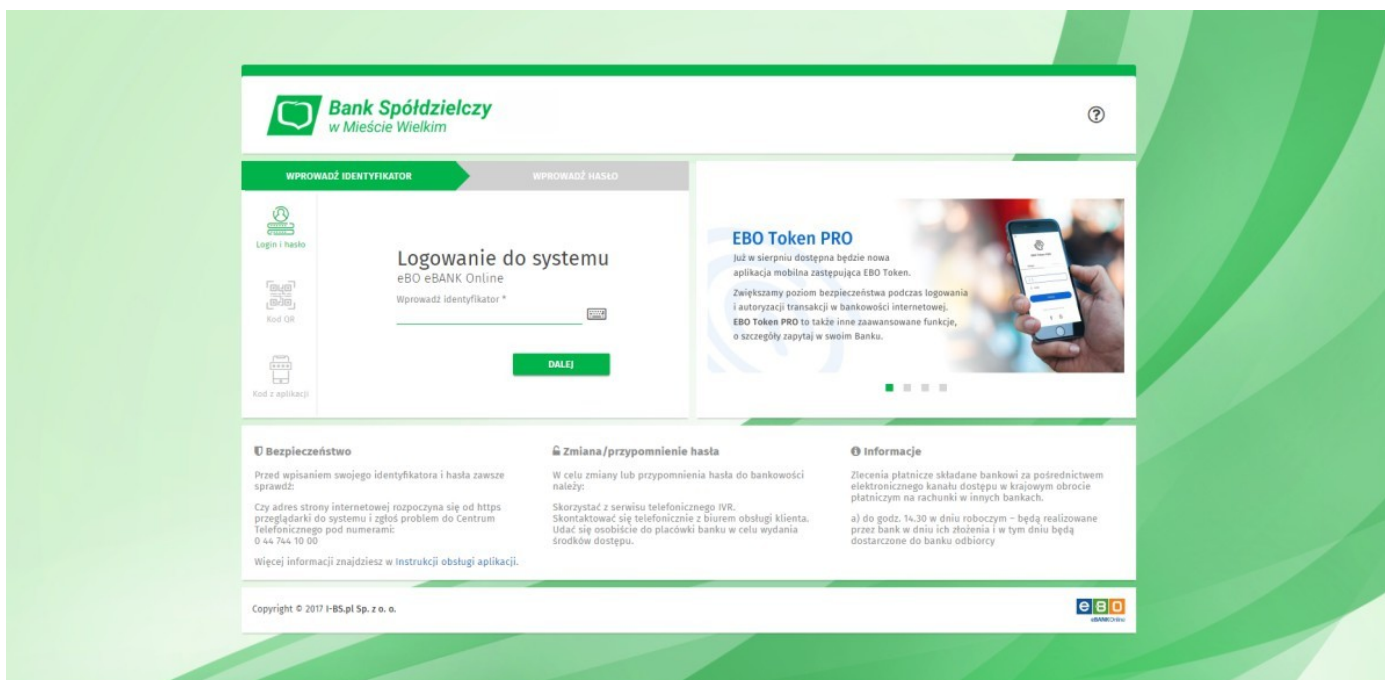 Bank Spółdzielczy
w Mieście Wielkim
WPROWADŹ IDENTYFIKATOR
WPROWADŹ HASŁO
Login i hasło
Kod QR
Kod z aplikacji
Logowanie do systemu
eBO eBANK Online
Wprowadź identyfikator *
DALEJ
EBO Token PRO
Już w sierpniu dostępna będzie nowa
aplikacja mobilna zastępująca EBO Token.
Zwiększamy poziom bezpieczeństwa podczas logowania
i autoryzacji transakcji w bankowości internetowej.
EBO Token PRO to także inne zaawansowane funkcje,
o szczegóły zapytaj w swoim Banku.
Bezpieczeństwo
Przed wpisaniem swojego identyfikatora i hasła zawsze
sprawdź:
Czy adres strony internetowej rozpoczyna się od https
przeglądarki do systemu i zgłoś problem do Centrum
Telefonicznego pod numerami:
0 44 744 10 00
Więcej informacji znajdziesz w Instrukcji obsługi aplikacji.
Zmiana/przypomnienie hasła
W celu zmiany lub przypomnienia hasła do bankowości
należy:
Skorzystać z serwisu telefonicznego IVR.
Skontaktować się telefonicznie z biurem obsługi klienta.
Udać się osobiście do placówki banku w celu wydania
środków dostępu.
Informacje
Zlecenia płatnicze składane bankowi za pośrednictwem
elektronicznego kanału dostępu w krajowym obrocie
płatniczym na rachunki w innych bankach.
a) do godz. 14.30 w dniu roboczym – będą realizowane
przez bank w dniu ich złożenia i w tym dniu będą
dostarczone do banku odbiorcy
Copyright © 2017 I-BS.pl Sp. z o. o.
eBO
eBANKOnline